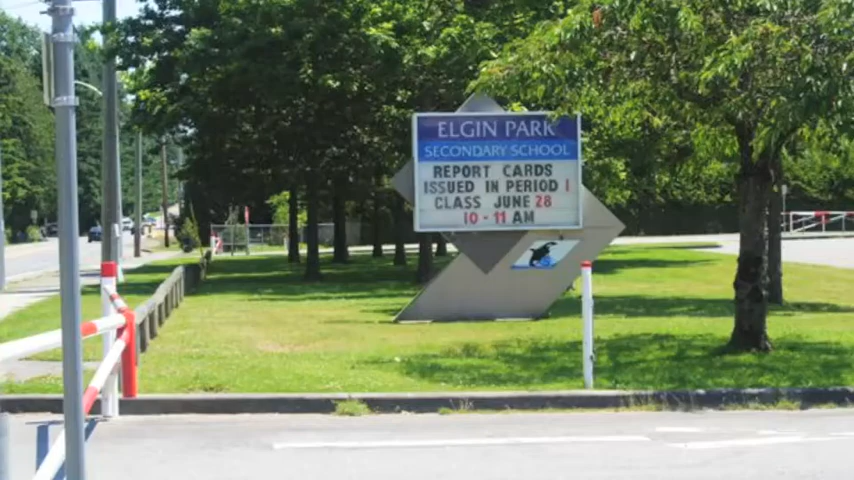 ELGIN PARK
SECONDARY SCHOOL
REPORT CARDS
ISSUED IN PERIOD 1
CLASS JUNE 28
10 - 11 AM